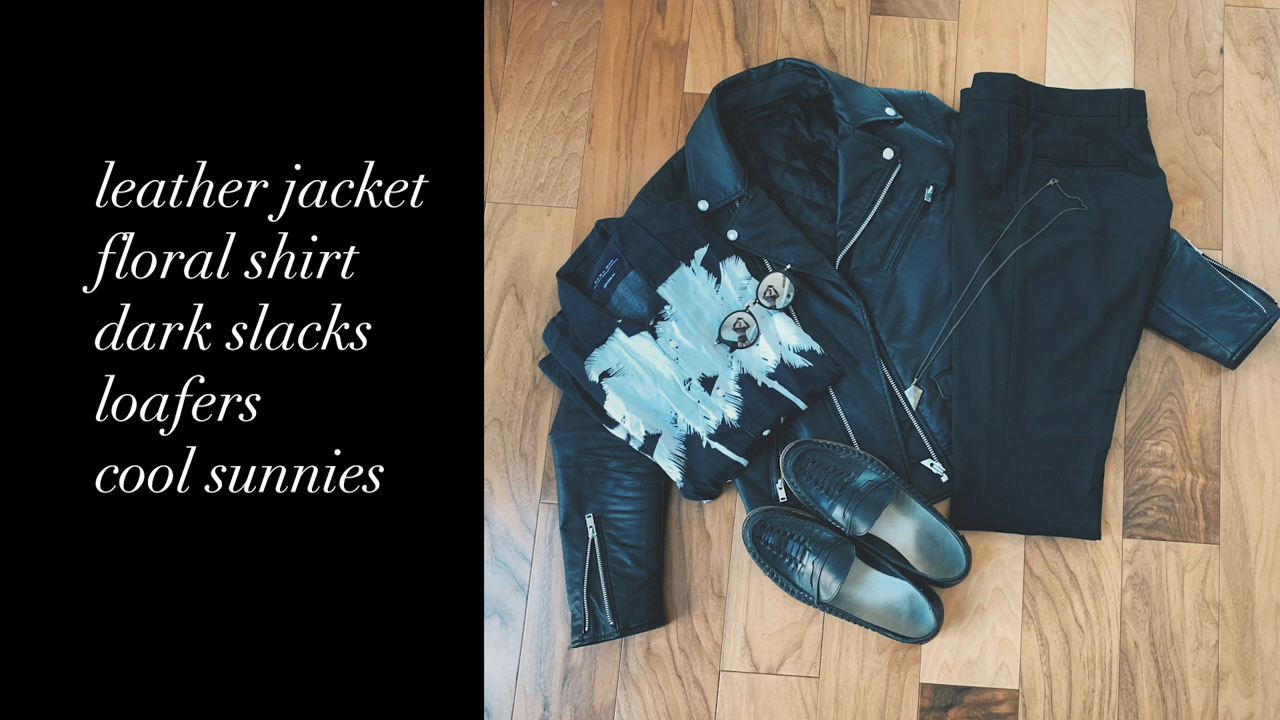 leather jacket
floral shirt
dark slacks
loafers
cool sunnies